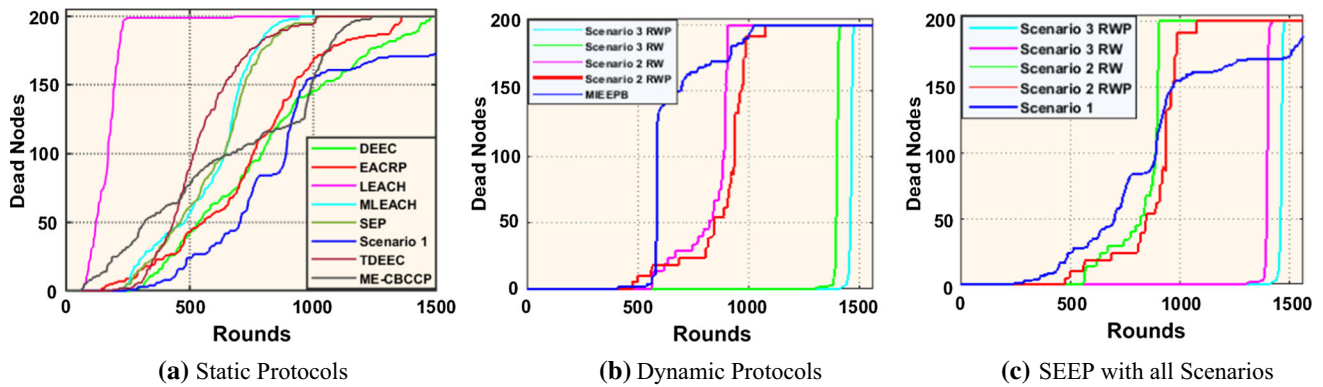 200
150
100
50
0
Dead Nodes
DEEC
EACRP
LEACH
MLEACH
SEP
Scenario 1
TDEEC
ME-CBCCP
0 500 1000 1500
Rounds
(a) Static Protocols
200
150
100
50
0
Dead Nodes
Scenario 3 RWP
Scenario 3 RW
Scenario 2 RW
Scenario 2 RWP
MIEEPB
0 500 1000 1500
Rounds
(b) Dynamic Protocols
200
150
100
50
0
Dead Nodes
Scenario 3 RWP
Scenario 3 RW
Scenario 2 RW
Scenario 2 RWP
Scenario 1
0 500 1000 1500
Rounds
(c) SEEP with all Scenarios